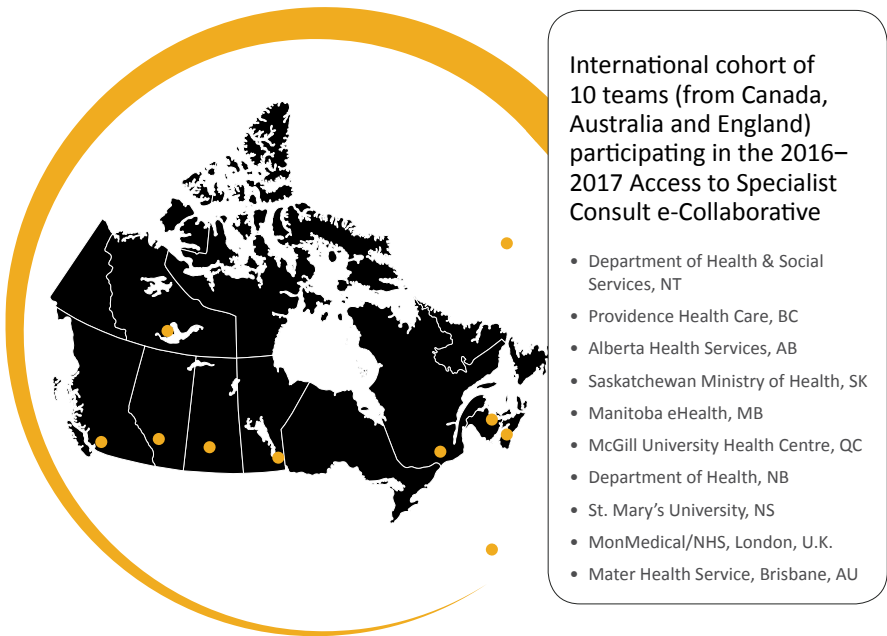 International cohort of
10 teams (from Canada,
Australia and England)
participating in the 2016–
2017 Access to Specialist
Consult e-Collaborative
• Department of Health & Social
Services, NT
• Providence Health Care, BC
• Alberta Health Services, AB
• Saskatchewan Ministry of Health, SK
• Manitoba eHealth, MB
• McGill University Health Centre, QC
• Department of Health, NB
• St. Mary's University, NS
• MonMedical/NHS, London, U.K.
• Mater Health Service, Brisbane, AU